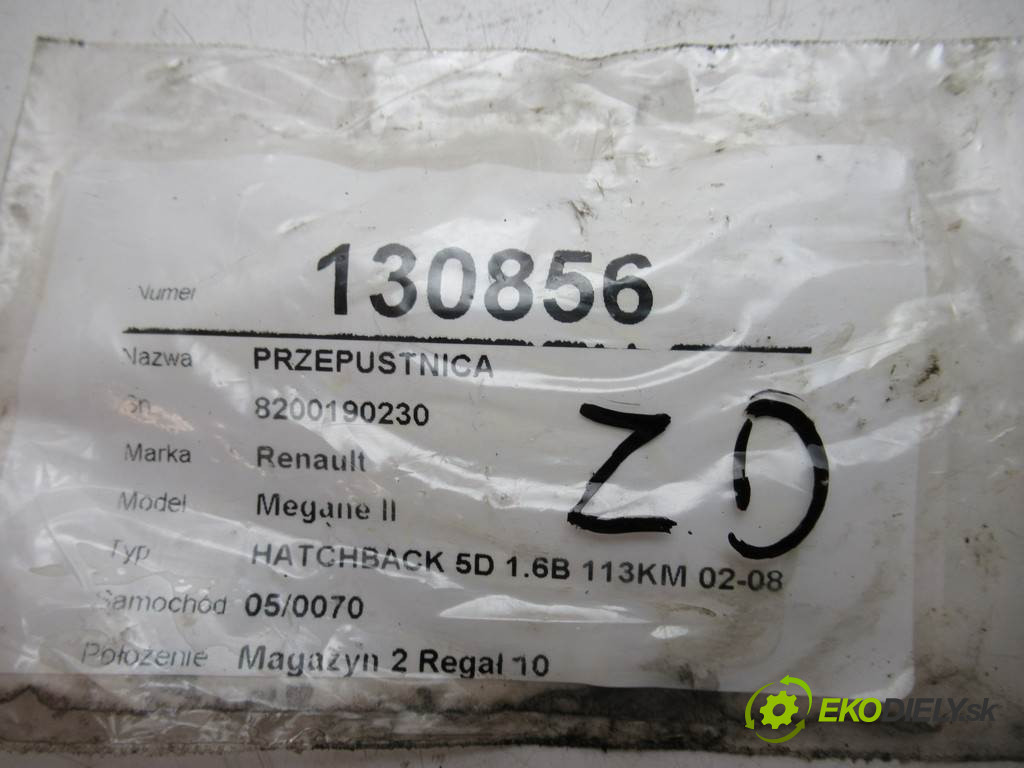 Numer 130856
Nazwa PRZEPUSTNICA
Sn 8200190230
Marka Renault
Model Megane II
Typ HATCHBACK 5D 1.6B 113KM 02-08
Samochód 05/0070
Położenie Magazyn 2 Regał 10
ZD
EKODIELY.sk